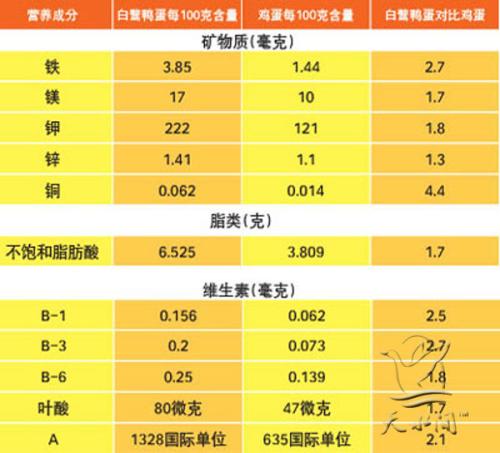 营养成分 白鹭鸭蛋每100克含量 鸡蛋每100克含量 白鹭鸭蛋对比鸡蛋
矿物质(毫克)
铁 3.85 1.44 2.7
镁 17 10 1.7
钾 222 121 1.8
锌 1.41 1.1 1.3
铜 0.062 0.014 4.4
脂类(克)
不饱和脂肪酸 6.525 3.809 1.7
维生素(毫克)
B-1 0.156 0.062 2.5
B-3 0.2 0.073 2.7
B-6 0.25 0.139 1.8
叶酸 80微克 47微克 1.7
A 1328国际单位 635国际单位 2.1
天水间